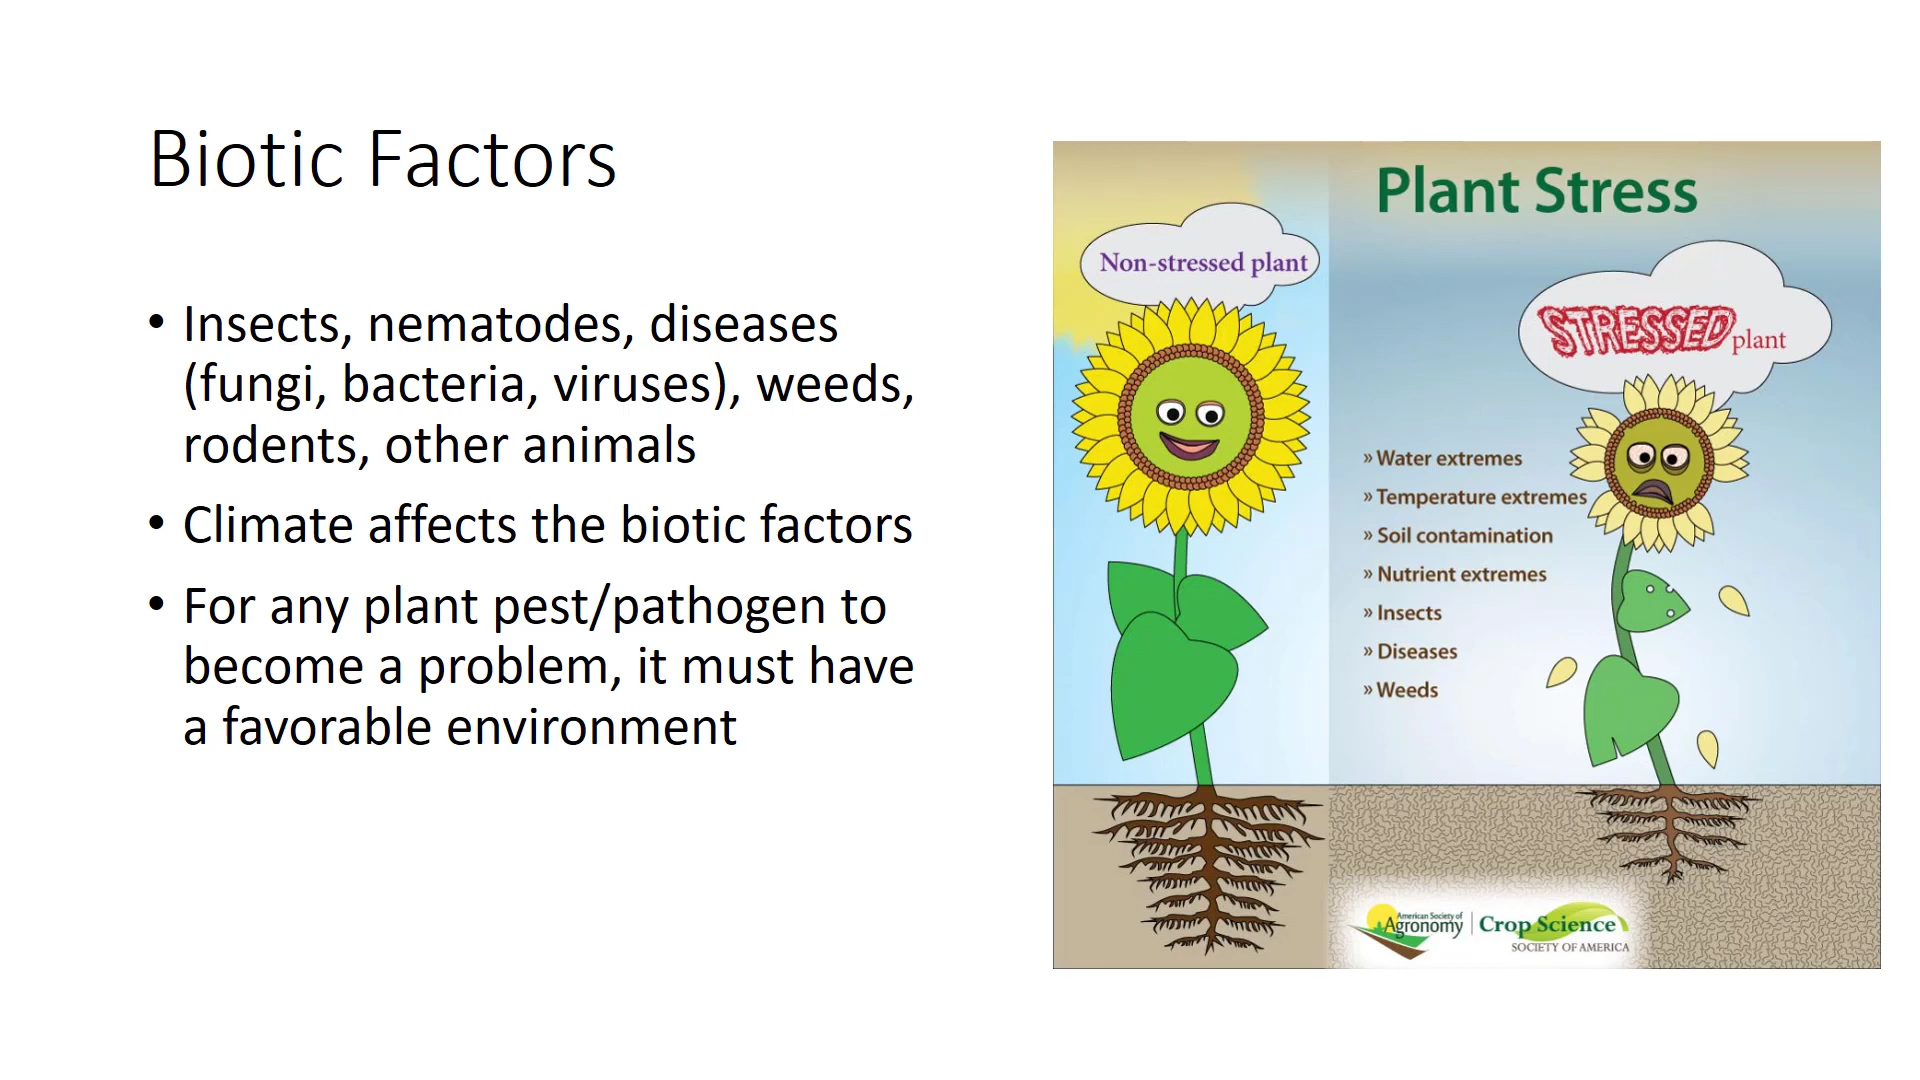 Biotic Factors
• Insects, nematodes, diseases
(fungi, bacteria, viruses), weeds,
rodents, other animals
• Climate affects the biotic factors
• For any plant pest/pathogen to
become a problem, it must have
a favorable environment
Plant Stress
Non-stressed plant
STRESSED plant
» Water extremes
» Temperature extremes
» Soil contamination
» Nutrient extremes
» Insects
» Diseases
» Weeds
American Society of
Agronomy
Crop Science
SOCIETY OF AMERICA